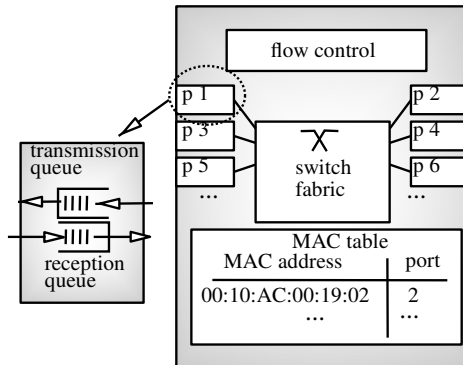 flow control
p 1
p 2
p 3
p 4
p 5
p 6
...
...
switch
fabric
transmission
queue
reception
queue
MAC table
MAC address port
00:10:AC:00:19:02 2
... ...